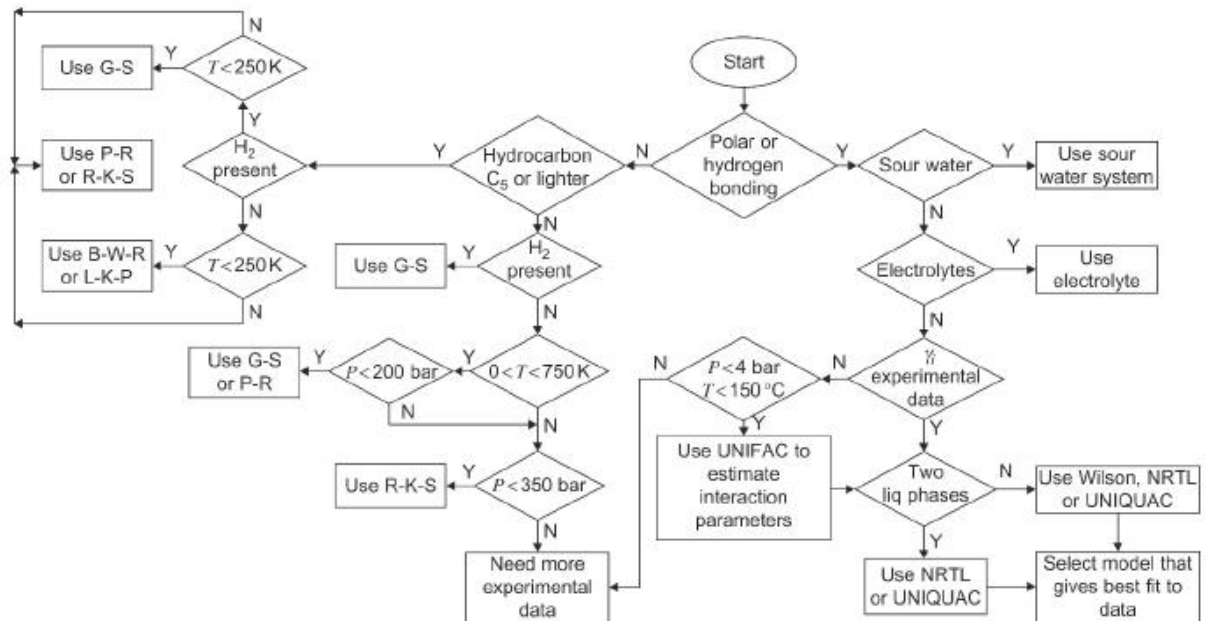 N
Use G-S
Y
T<250K
Start
Y
Use P-R
or R-K-S
H₂
present
Y
Hydrocarbon
C₅ or lighter
N
Polar or
hydrogen
bonding
Y
Sour water
Y
Use sour
water system
N
N
N
Use B-W-R
or L-K-P
Y
T<250K
Use G-S
Y
H₂
present
Electrolytes
Y
Use
electrolyte
N
N
N
Use G-S
or P-R
Y
P<200 bar
Y
0<T<750K
N
P<4 bar
T<150 °C
N
γᵢ
experimental
data
N
N
Y
Y
Use R-K-S
Y
P<350 bar
Use UNIFAC to
estimate
interaction
parameters
Two
liq phases
N
Use Wilson, NRTL
or UNIQUAC
N
Y
Need more
experimental
data
Use NRTL
or UNIQUAC
Select model that
gives best fit to
data